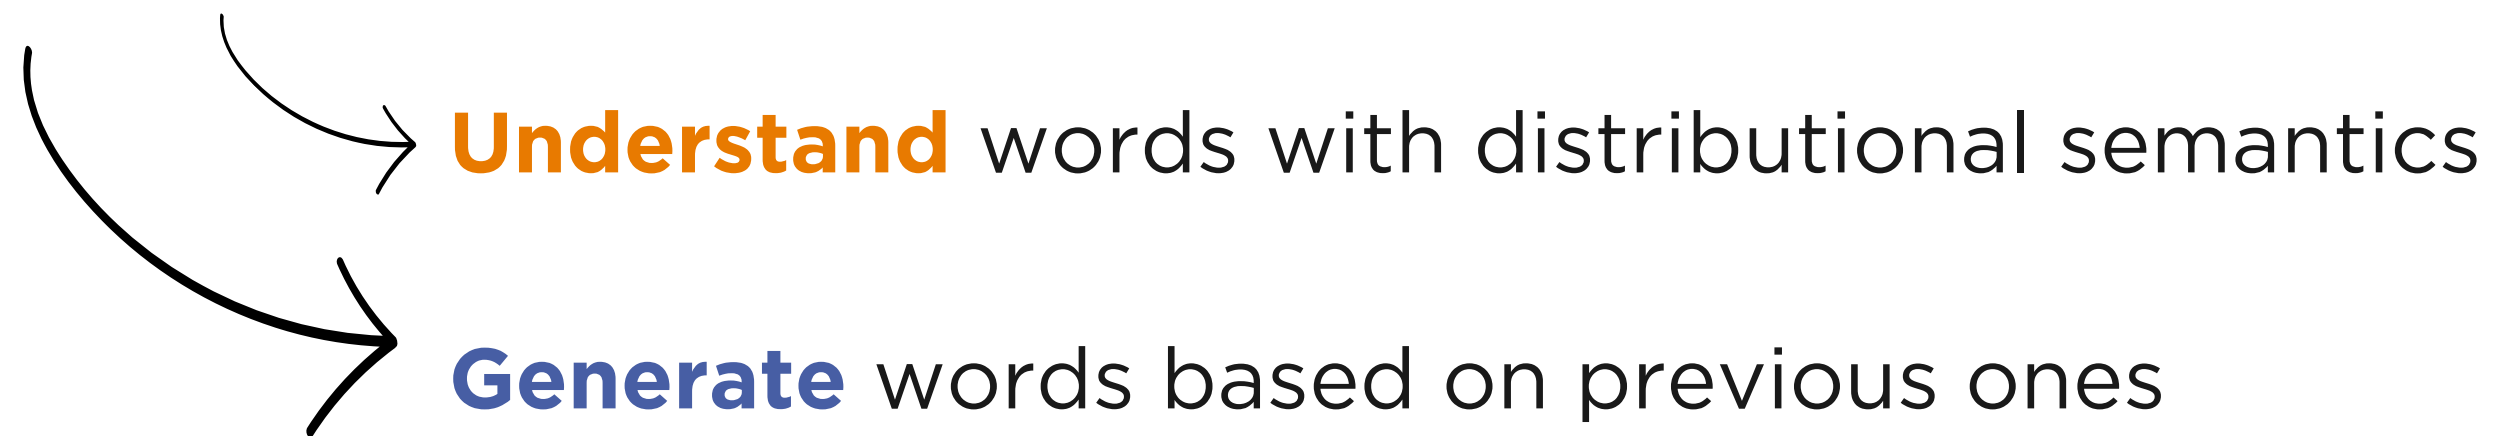 Understand words with distributional semantics
Generate words based on previous ones